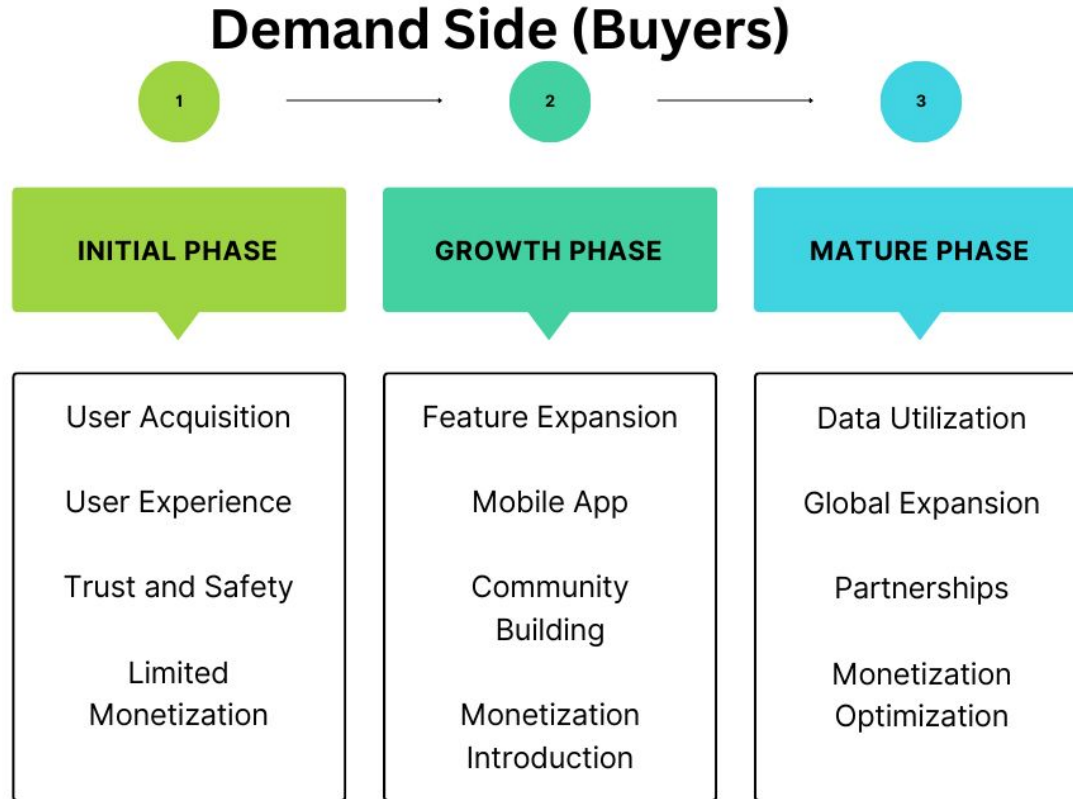 Demand Side (Buyers)
1
2
3
INITIAL PHASE
GROWTH PHASE
MATURE PHASE
User Acquisition
User Experience
Trust and Safety
Limited
Monetization
Feature Expansion
Mobile App
Community
Building
Monetization
Introduction
Data Utilization
Global Expansion
Partnerships
Monetization
Optimization